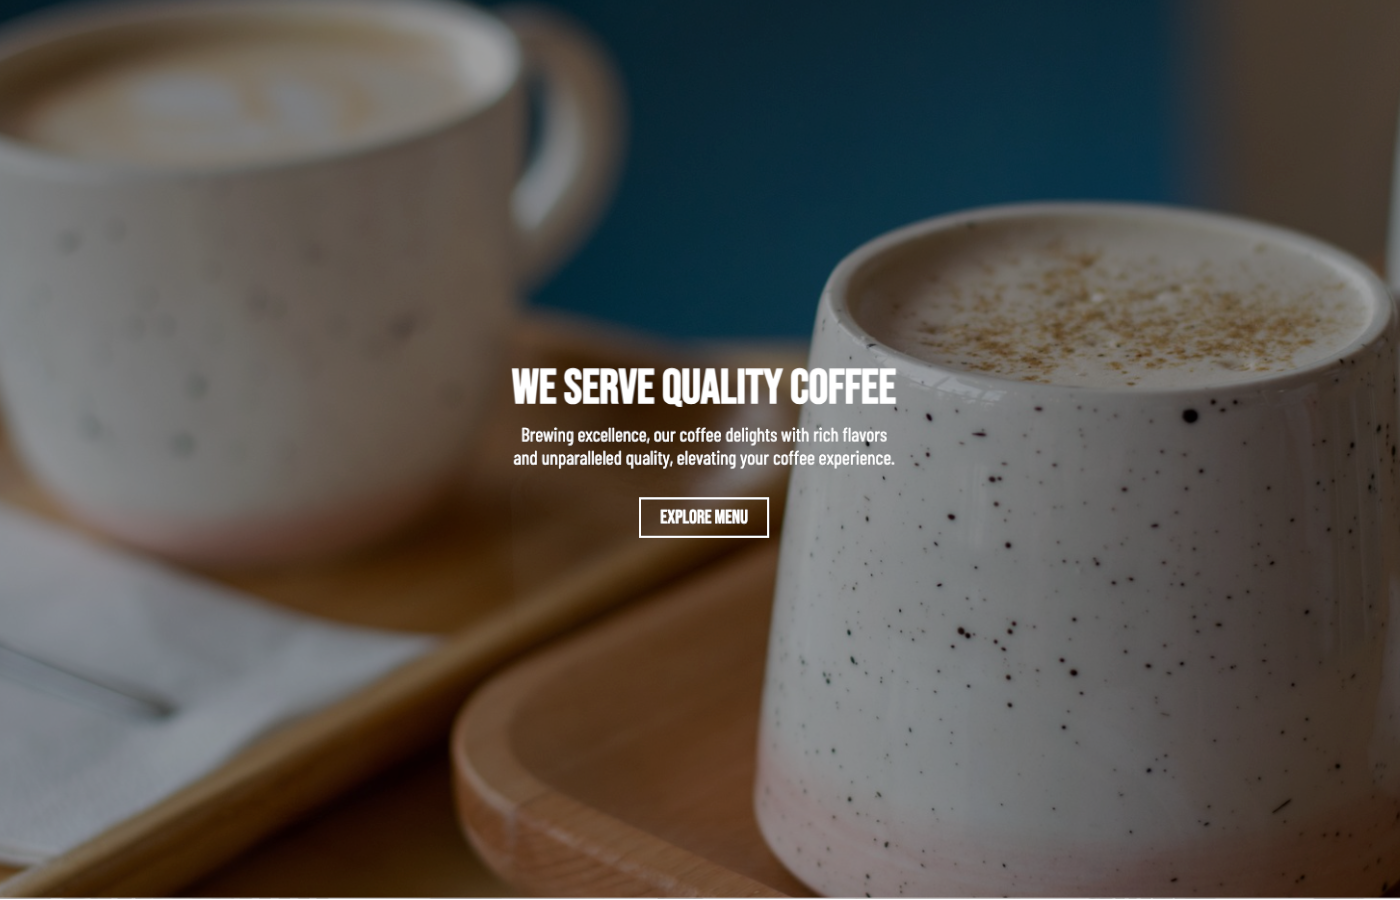 WE SERVE QUALITY COFFEE
Brewing excellence, our coffee delights with rich flavors
and unparalleled quality, elevating your coffee experience.
EXPLORE MENU